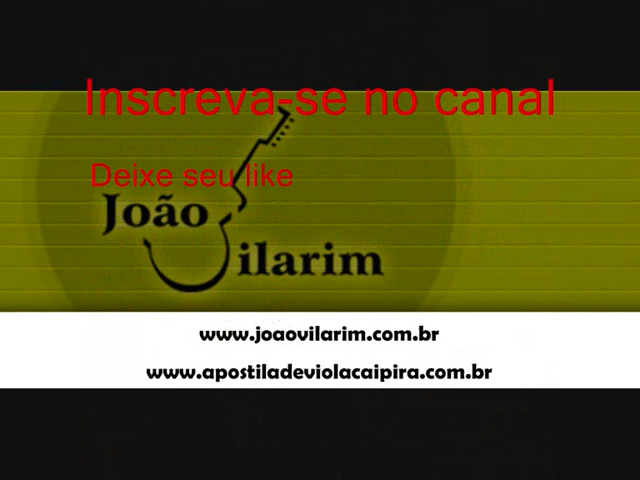 Inscreva-se no canal
Deixe seu like
João
Vilarim
www.joaovilarim.com.br
www.apostiladeviolacaipira.com.br